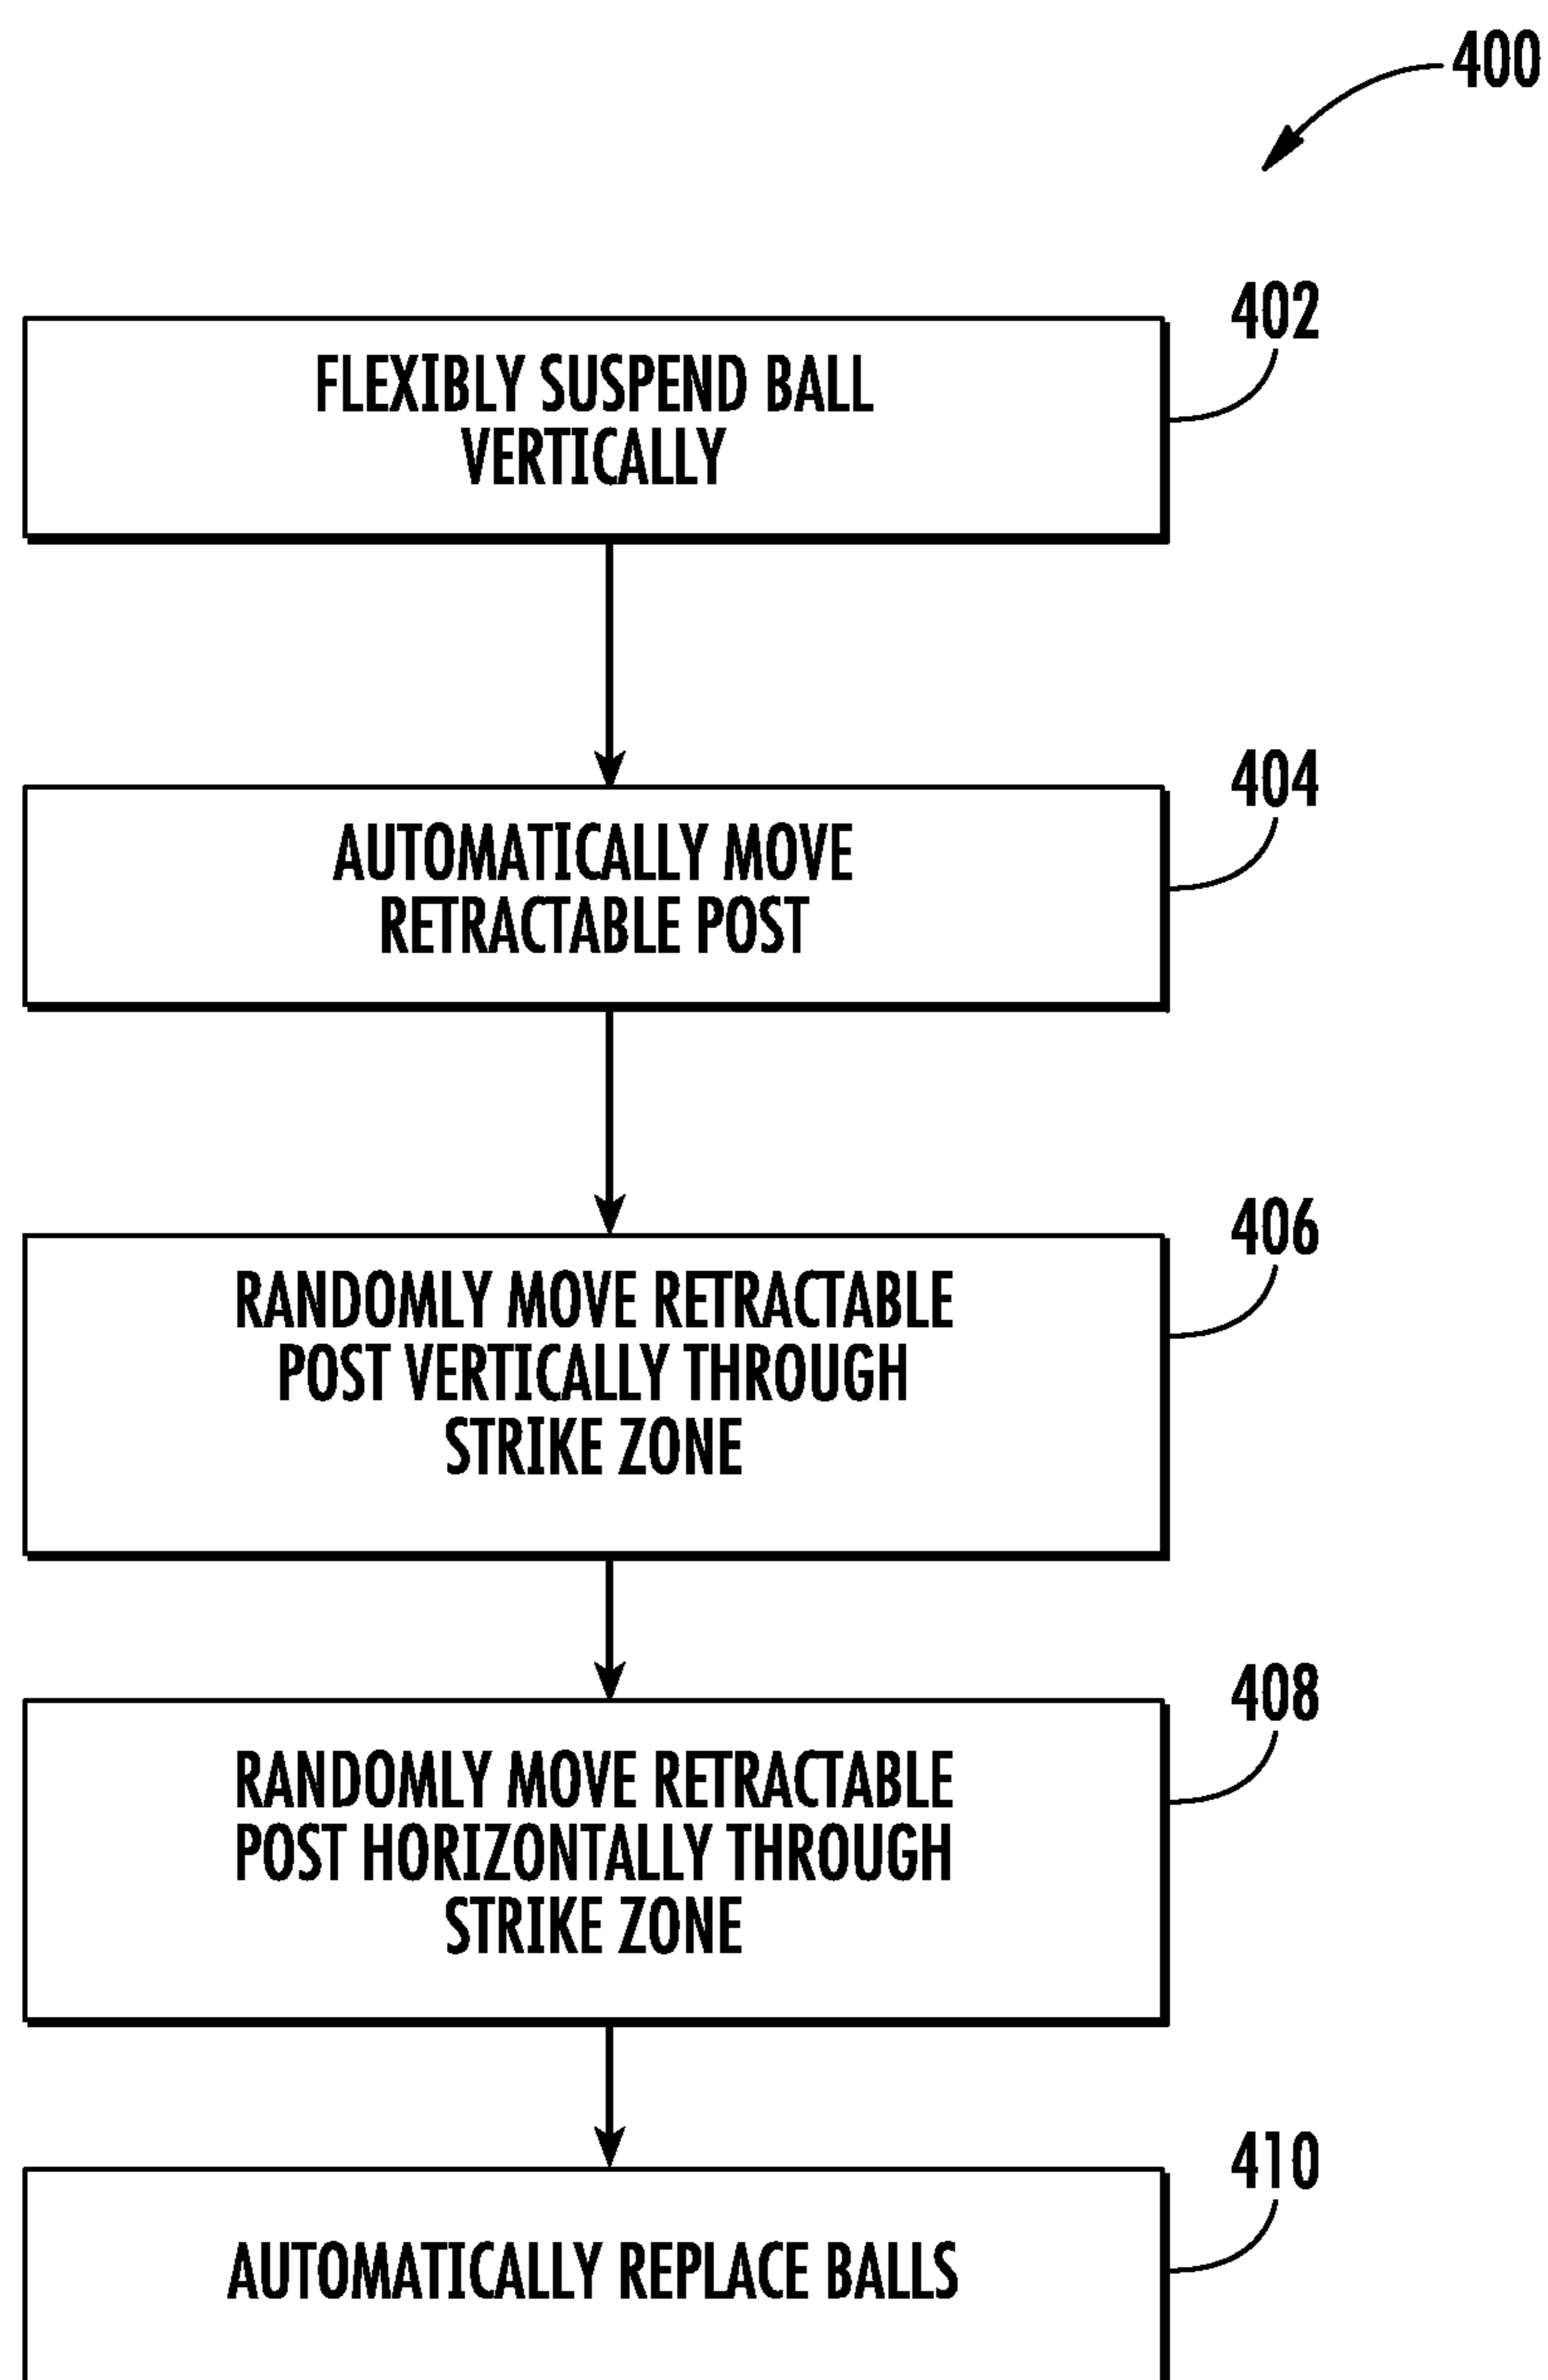 400
402
FLEXIBLY SUSPEND BALL
VERTICALLY
404
AUTOMATICALLY MOVE
RETRACTABLE POST
406
RANDOMLY MOVE RETRACTABLE
POST VERTICALLY THROUGH
STRIKE ZONE
408
RANDOMLY MOVE RETRACTABLE
POST HORIZONTALLY THROUGH
STRIKE ZONE
410
AUTOMATICALLY REPLACE BALLS